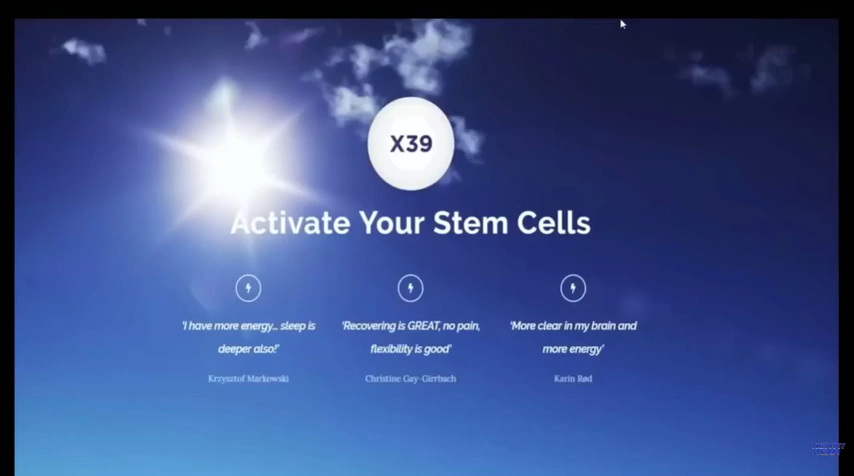 X39
Activate Your Stem Cells
'I have more energy... sleep is
deeper also!'
Krzysztof Markowski
'Recovering is GREAT, no pain,
flexibility is good'
Christine Gay-Girrbach
'More clear in my brain and
more energy'
Karin Rød